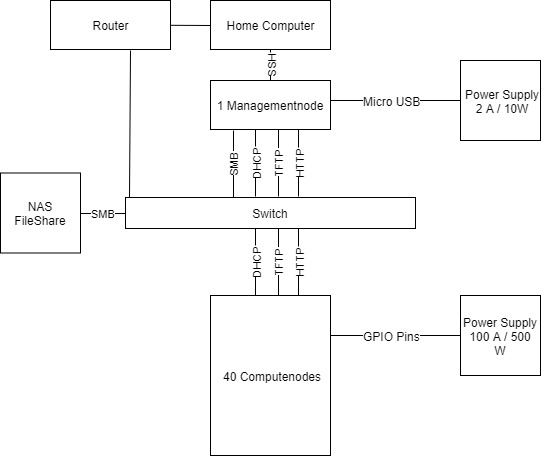 Router
Home Computer
SSH
1 Managementnode
Micro USB
Power Supply
2 A / 10W
SMB
DHCP
TFTP
HTTP
NAS
FileShare
SMB
Switch
DHCP
TFTP
HTTP
40 Computenodes
GPIO Pins
Power Supply
100 A / 500
W